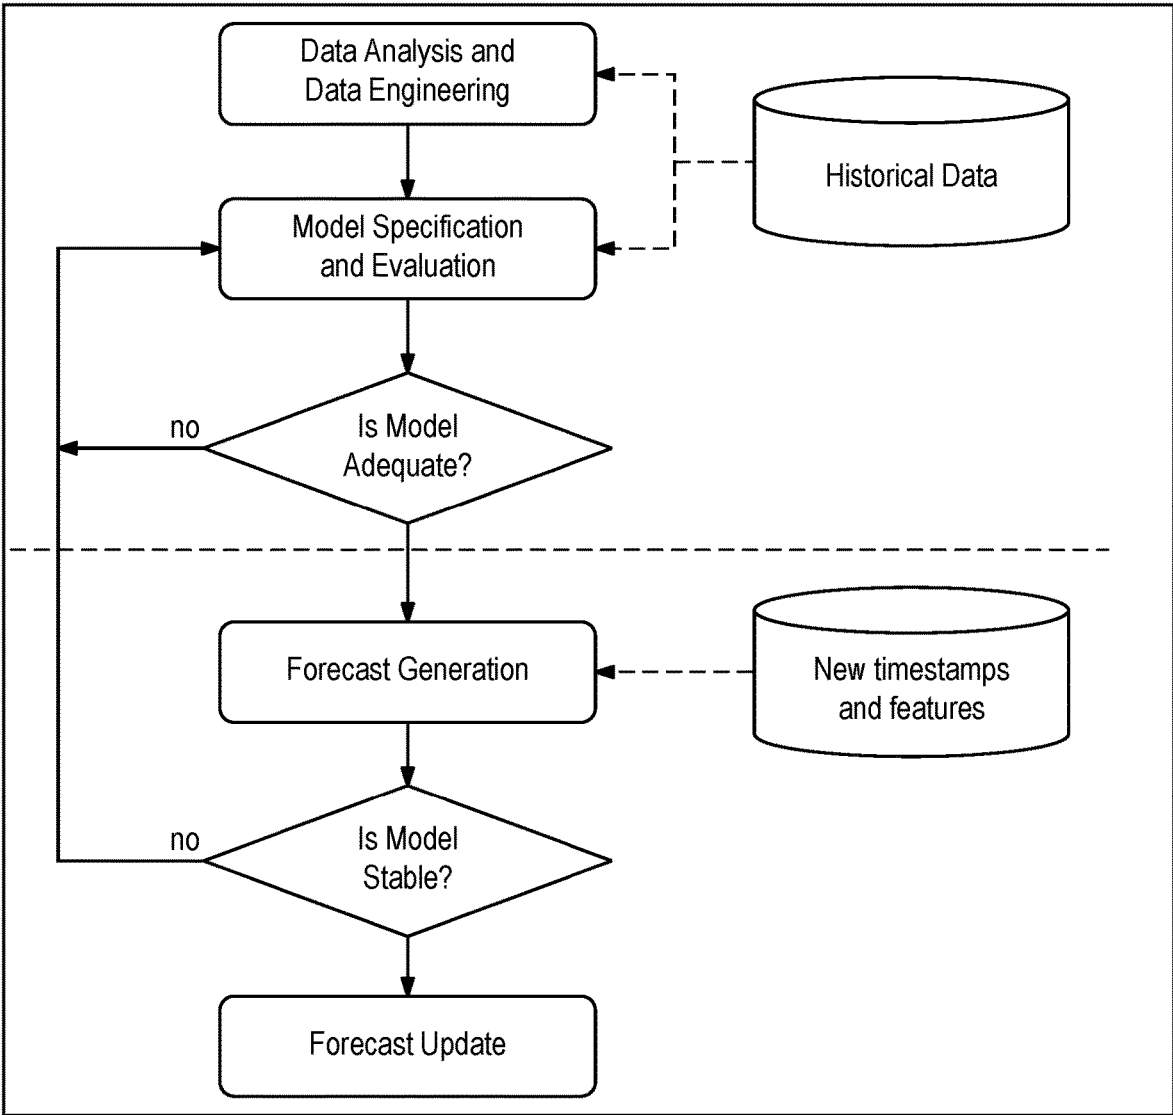 Data Analysis and
Data Engineering
Historical Data
Model Specification
and Evaluation
no
Is Model
Adequate?
Forecast Generation
New timestamps
and features
no
Is Model
Stable?
Forecast Update